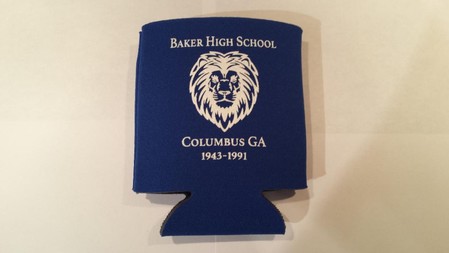 BAKER HIGH SCHOOL
COLUMBUS GA
1943-1991